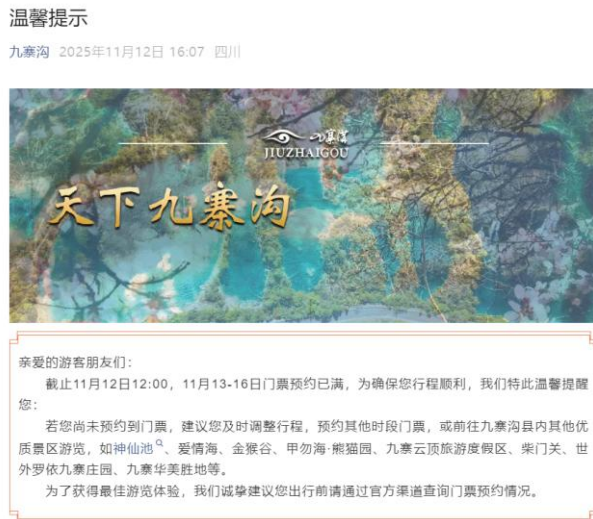 温馨提示
九寨沟 2025年11月12日 16:07 四川
九寨沟
JIUZHAIGOU
天下九寨沟
亲爱的游客朋友们：
截止11月12日12:00，11月13-16日门票预约已满，为确保您行程顺利，我们特此温馨提醒
您：
若您尚未预约到门票，建议您及时调整行程，预约其他时段门票，或前往九寨沟县内其他优
质景区游览，如神仙池、爱情海、金猴谷、甲勿海·熊猫园、九寨云顶旅游度假区、柴门关、世
外罗依九寨庄园、九寨华美胜地等。
为了获得最佳游览体验，我们诚挚建议您出行前请通过官方渠道查询门票预约情况。